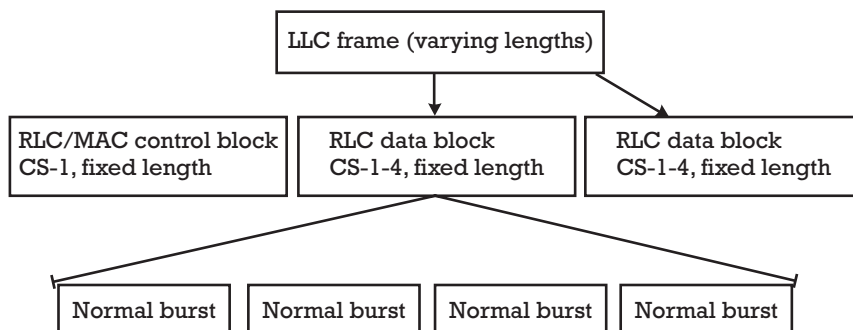 LLC frame (varying lengths)
RLC/MAC control block
CS-1, fixed length
RLC data block
CS-1-4, fixed length
RLC data block
CS-1-4, fixed length
Normal burst
Normal burst
Normal burst
Normal burst